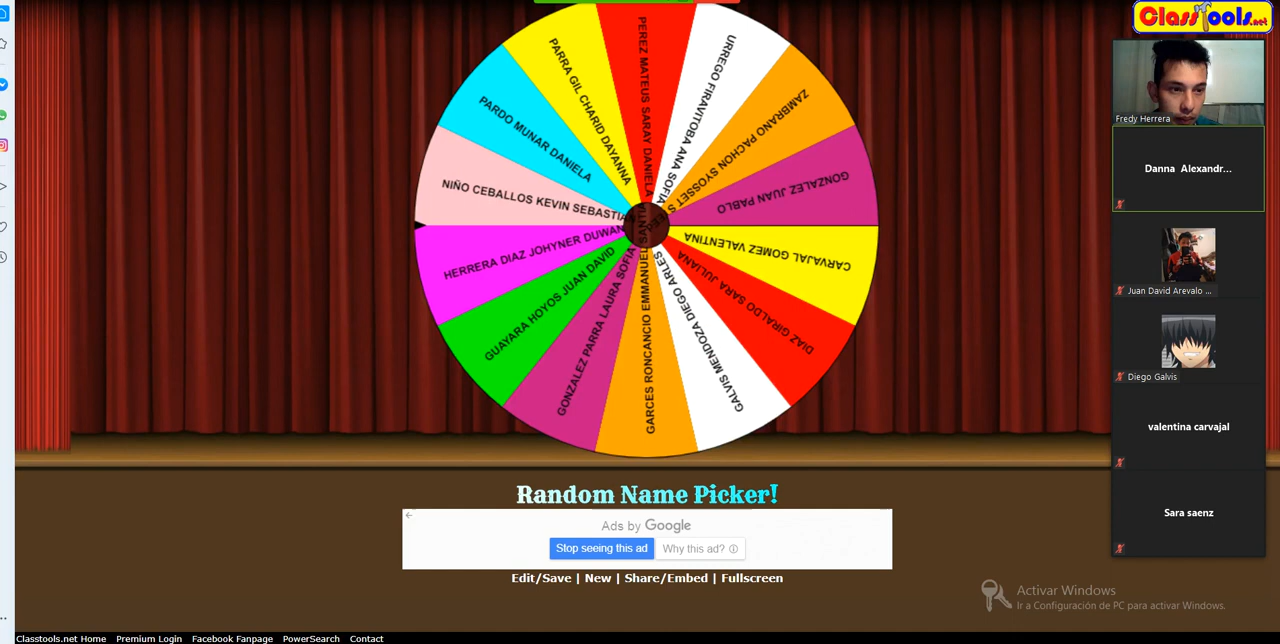 ClassTools.net
PEREZ MATEUS SARAY DANIELA
URREGO FIRAVITOBA ANA SOFIA
ZAMBRANO PACHON SYOSSET S
GONZALEZ JUAN PABLO
CARVAJAL GOMEZ VALENTINA
DIAZ GIRALDO SARA JULIANA
GALVIS MENDOZA DIEGO ARLES
GARCES RONCANCIO EMMANUEL SANTIA
GONZALEZ PARRA LAURA SOFIA
GUAYARA HOYOS JUAN DAVID
HERRERA DIAZ JOHYNER DUWAN
NIÑO CEBALLOS KEVIN SEBASTIAN
PARDO MUNAR DANIELA
PARRA GIL CHARID DAYANNA
Fredy Herrera
Danna Alexandr...
Juan David Arevalo ...
Diego Galvis
valentina carvajal
Sara saenz
Random Name Picker!
Ads by Google
Stop seeing this ad Why this ad?
Edit/Save | New | Share/Embed | Fullscreen
Activar Windows
Ir a Configuración de PC para activar Windows.
Classtools.net Home Premium Login Facebook Fanpage PowerSearch Contact